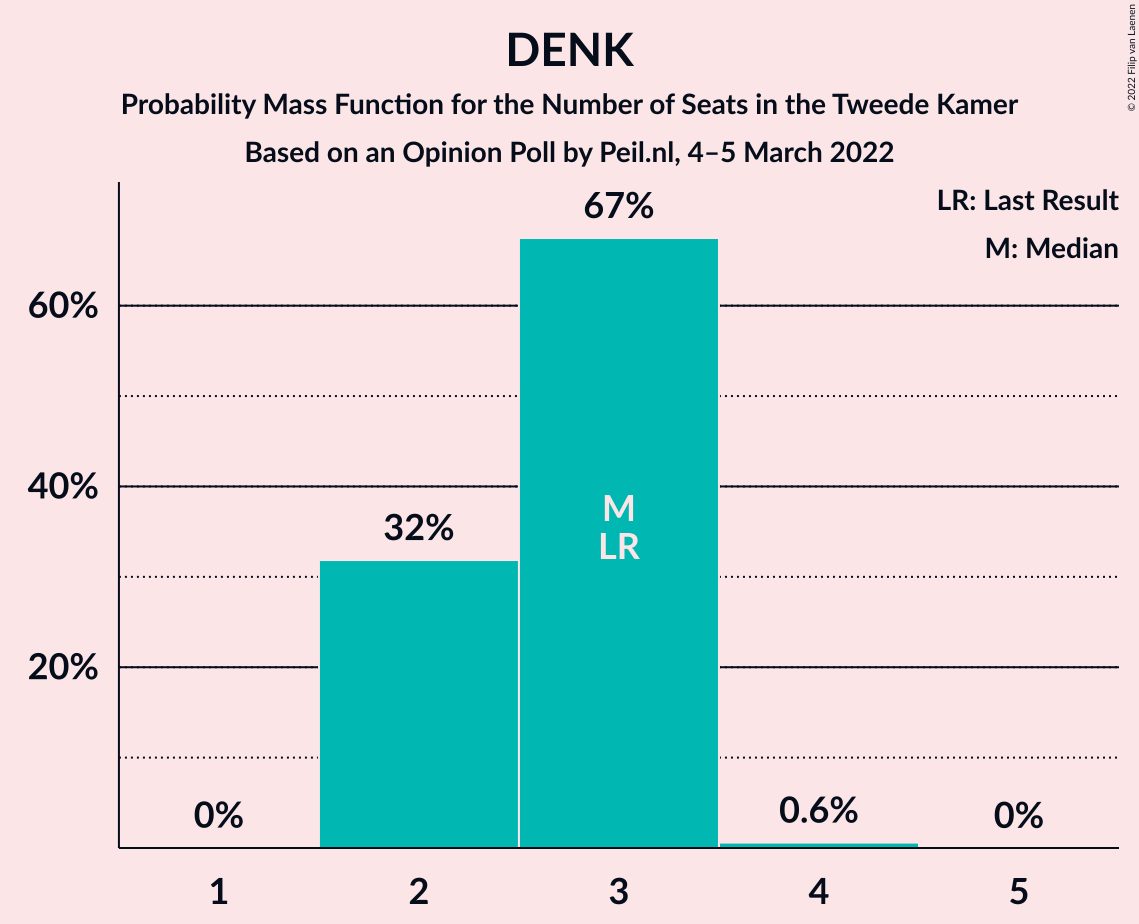 DENK
Probability Mass Function for the Number of Seats in the Tweede Kamer
Based on an Opinion Poll by Peil.nl, 4–5 March 2022
© 2022 Filip van Laenen
LR: Last Result
M: Median
67%
60%
40%
32%
M
LR
20%
0%
0.6%
0%
1 2 3 4 5